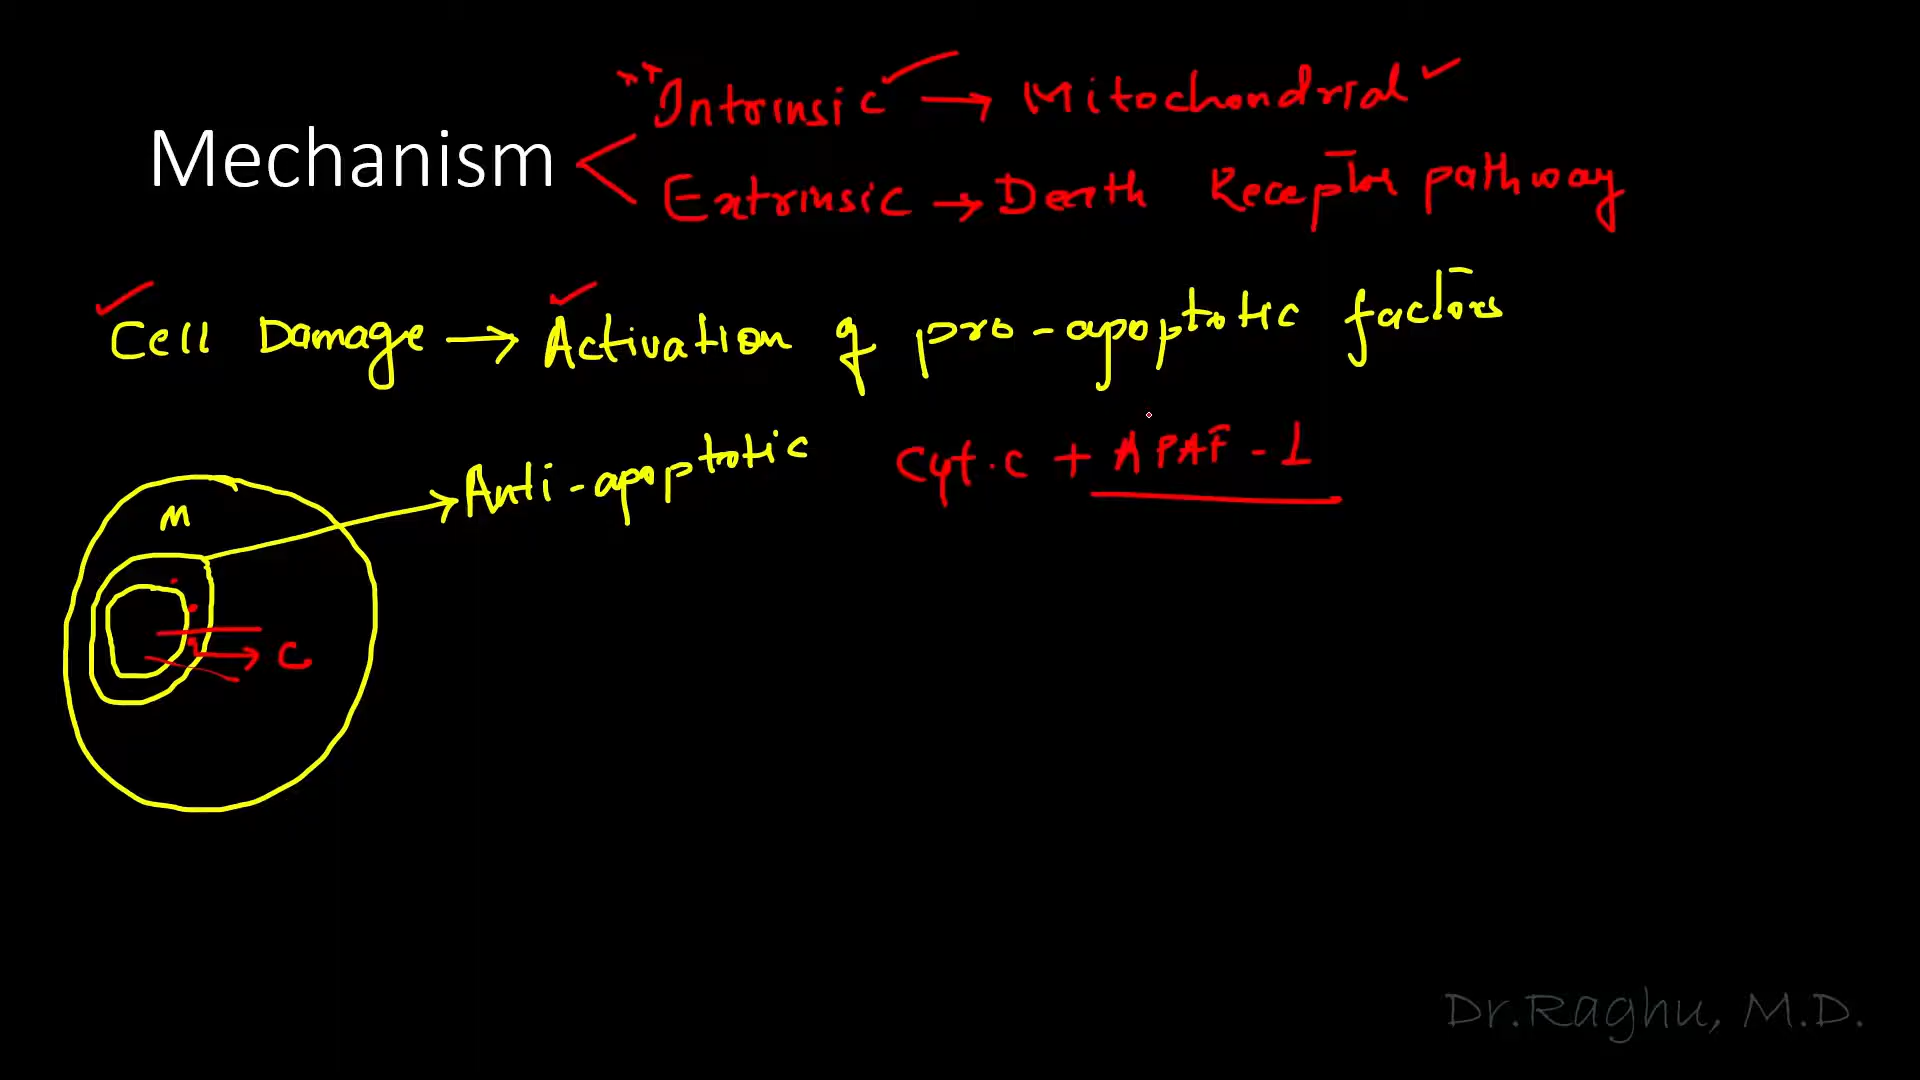 Intrinsic → Mitochondrial
Mechanism
Extrinsic → Death Receptor pathway
Cell Damage → Activation of pro-apoptotic factors
Anti-apoptotic
Cyt.c + APAF-1
M
C
Dr.Raghu, M.D.